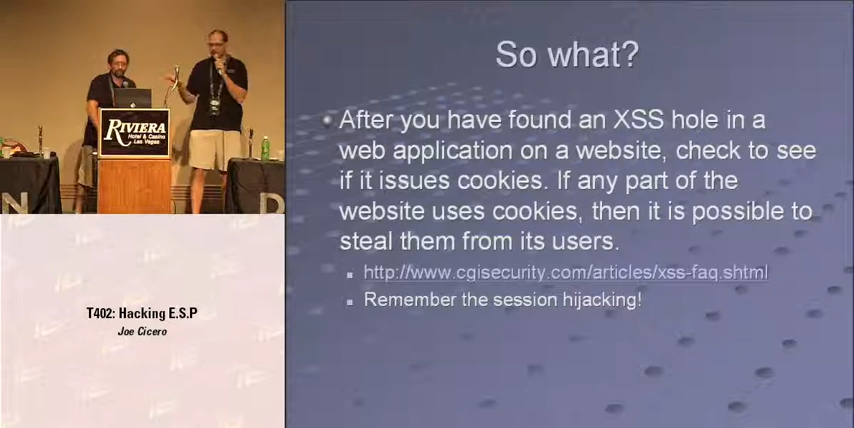 RIVIERA
Hotel & Casino
Las Vegas
N
D
T402: Hacking E.S.P
Joe Cicero
So what?
After you have found an XSS hole in a
web application on a website, check to see
if it issues cookies. If any part of the
website uses cookies, then it is possible to
steal them from its users.
http://www.cgisecurity.com/articles/xss-faq.shtml
Remember the session hijacking!